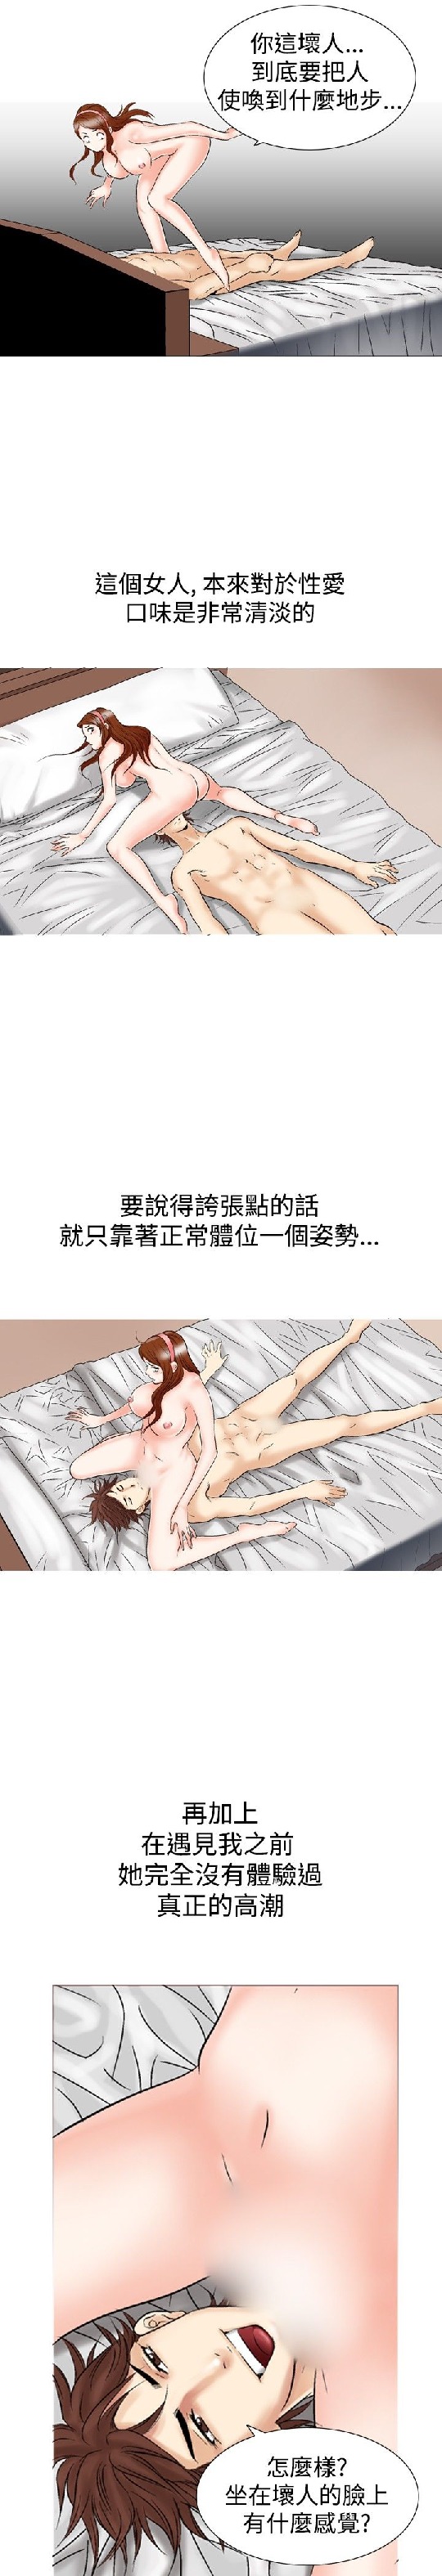 你這壞人...
到底要把人
使喚到什麼地步...
這個女人, 本來對於性愛
口味是非常清淡的
要說得誇張點的話
就只靠著正常體位一個姿勢...
再加上
在遇見我之前
她完全沒有體驗過
真正的高潮
怎麼樣?
坐在壞人的臉上
有什麼感覺?